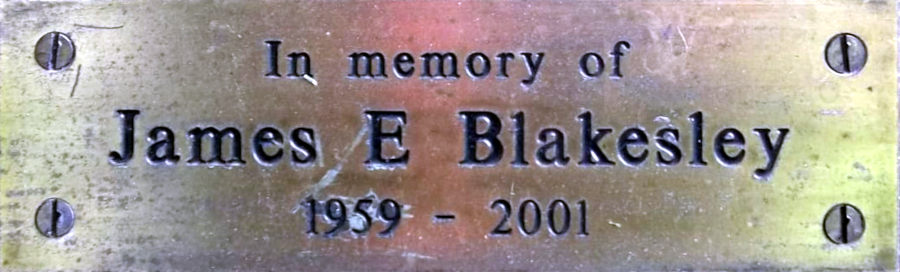 In memory of
James E Blakesley
1959 - 2001